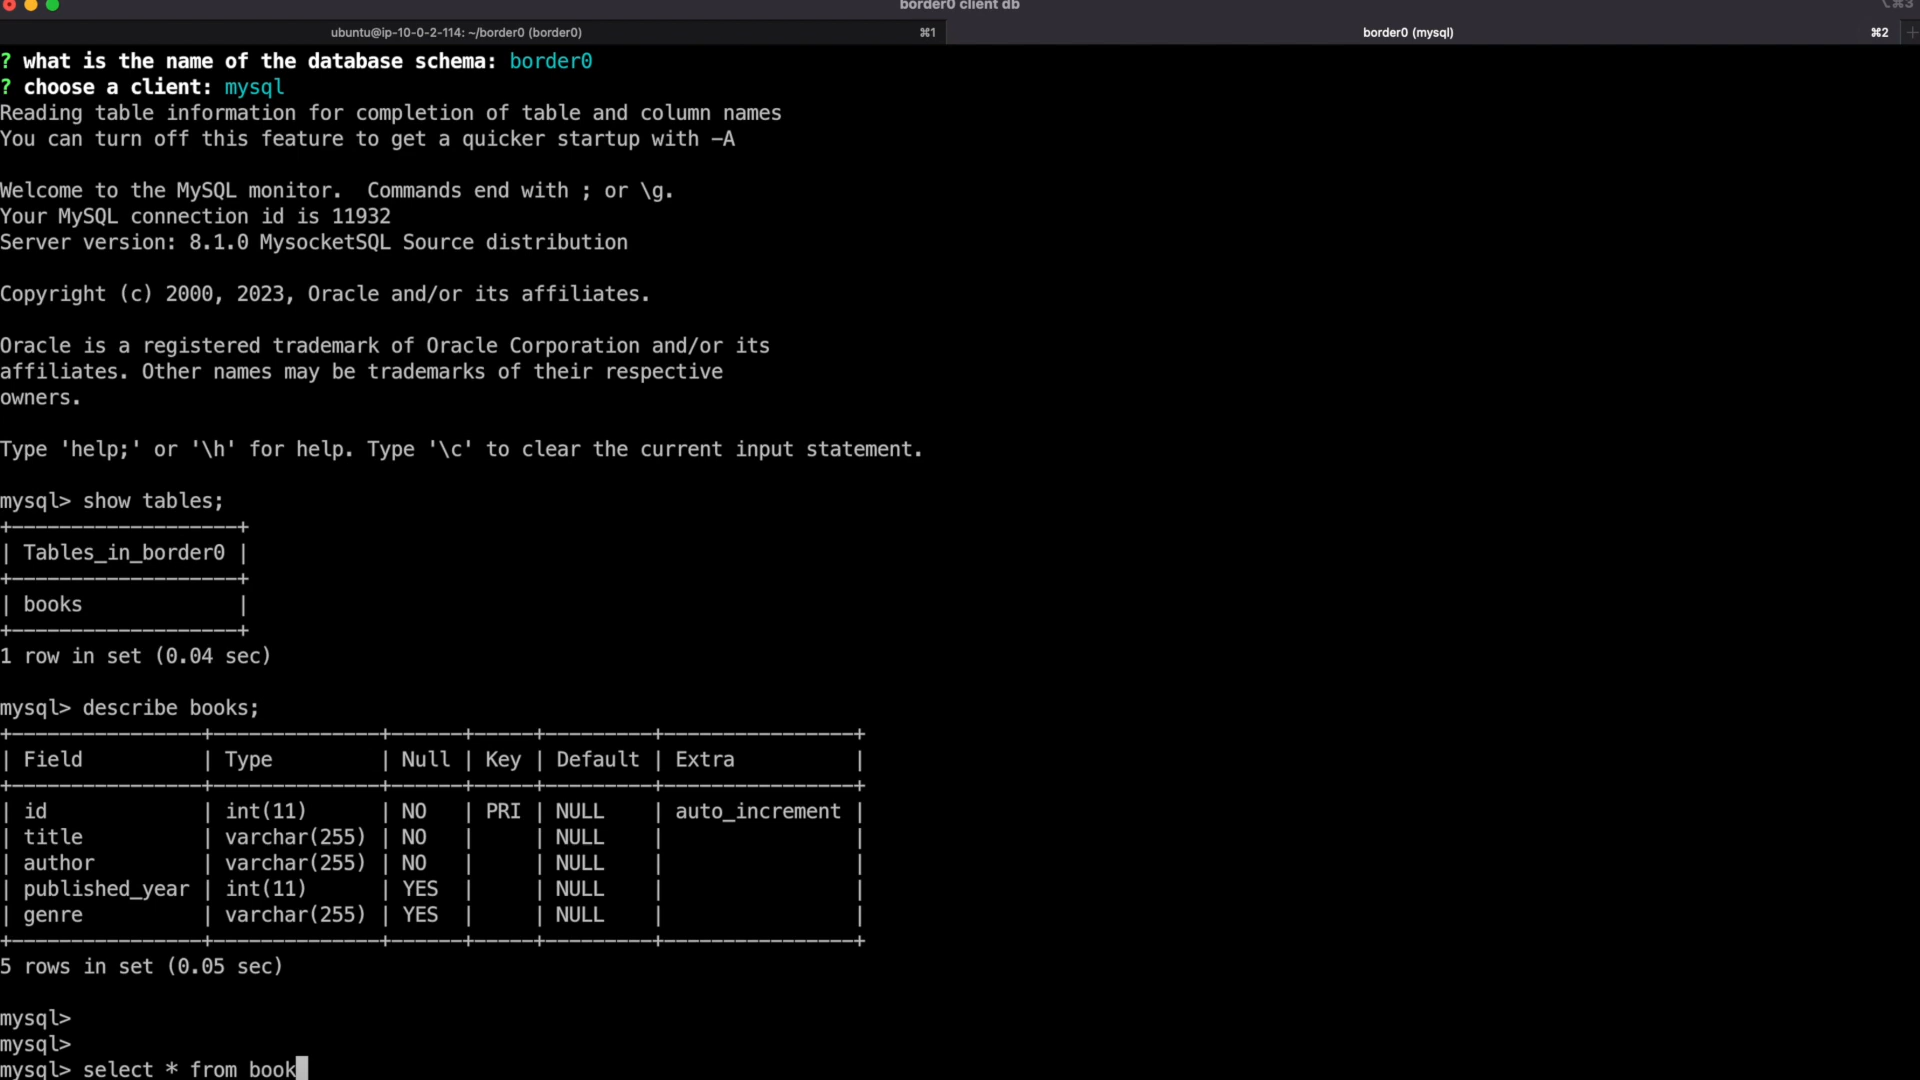 border0 client db
⌥⌘3
ubuntu@ip-10-0-2-114: ~/border0 (border0) ⌘1
border0 (mysql) ⌘2 +
? what is the name of the database schema: border0
? choose a client: mysql
Reading table information for completion of table and column names
You can turn off this feature to get a quicker startup with -A
Welcome to the MySQL monitor.  Commands end with ; or \g.
Your MySQL connection id is 11932
Server version: 8.1.0 MysocketSQL Source distribution
Copyright (c) 2000, 2023, Oracle and/or its affiliates.
Oracle is a registered trademark of Oracle Corporation and/or its
affiliates. Other names may be trademarks of their respective
owners.
Type 'help;' or '\h' for help. Type '\c' to clear the current input statement.
mysql> show tables;
+-------------------+
| Tables_in_border0 |
+-------------------+
| books             |
+-------------------+
1 row in set (0.04 sec)
mysql> describe books;
+----------------+--------------+------+-----+---------+----------------+
| Field          | Type         | Null | Key | Default | Extra          |
+----------------+--------------+------+-----+---------+----------------+
| id             | int(11)      | NO   | PRI | NULL    | auto_increment |
| title          | varchar(255) | NO   |     | NULL    |                |
| author         | varchar(255) | NO   |     | NULL    |                |
| published_year | int(11)      | YES  |     | NULL    |                |
| genre          | varchar(255) | YES  |     | NULL    |                |
+----------------+--------------+------+-----+---------+----------------+
5 rows in set (0.05 sec)
mysql>
mysql>
mysql> select * from book